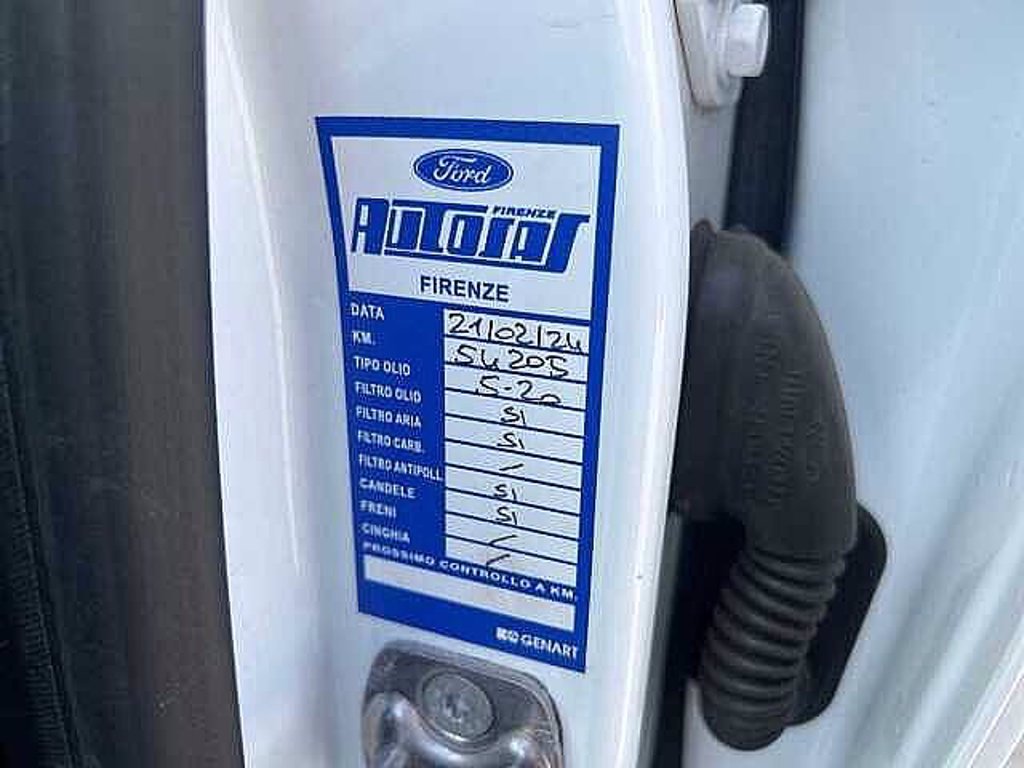 Ford
FIRENZE
AUTOSAS
FIRENZE
DATA 21/02/24
KM. 54205
TIPO OLIO 5-20
FILTRO OLIO SI
FILTRO ARIA SI
FILTRO CARB. /
FILTRO ANTIPOLL. SI
CANDELE SI
FRENI /
CINGHIA /
PROSSIMO CONTROLLO A KM.
GENART